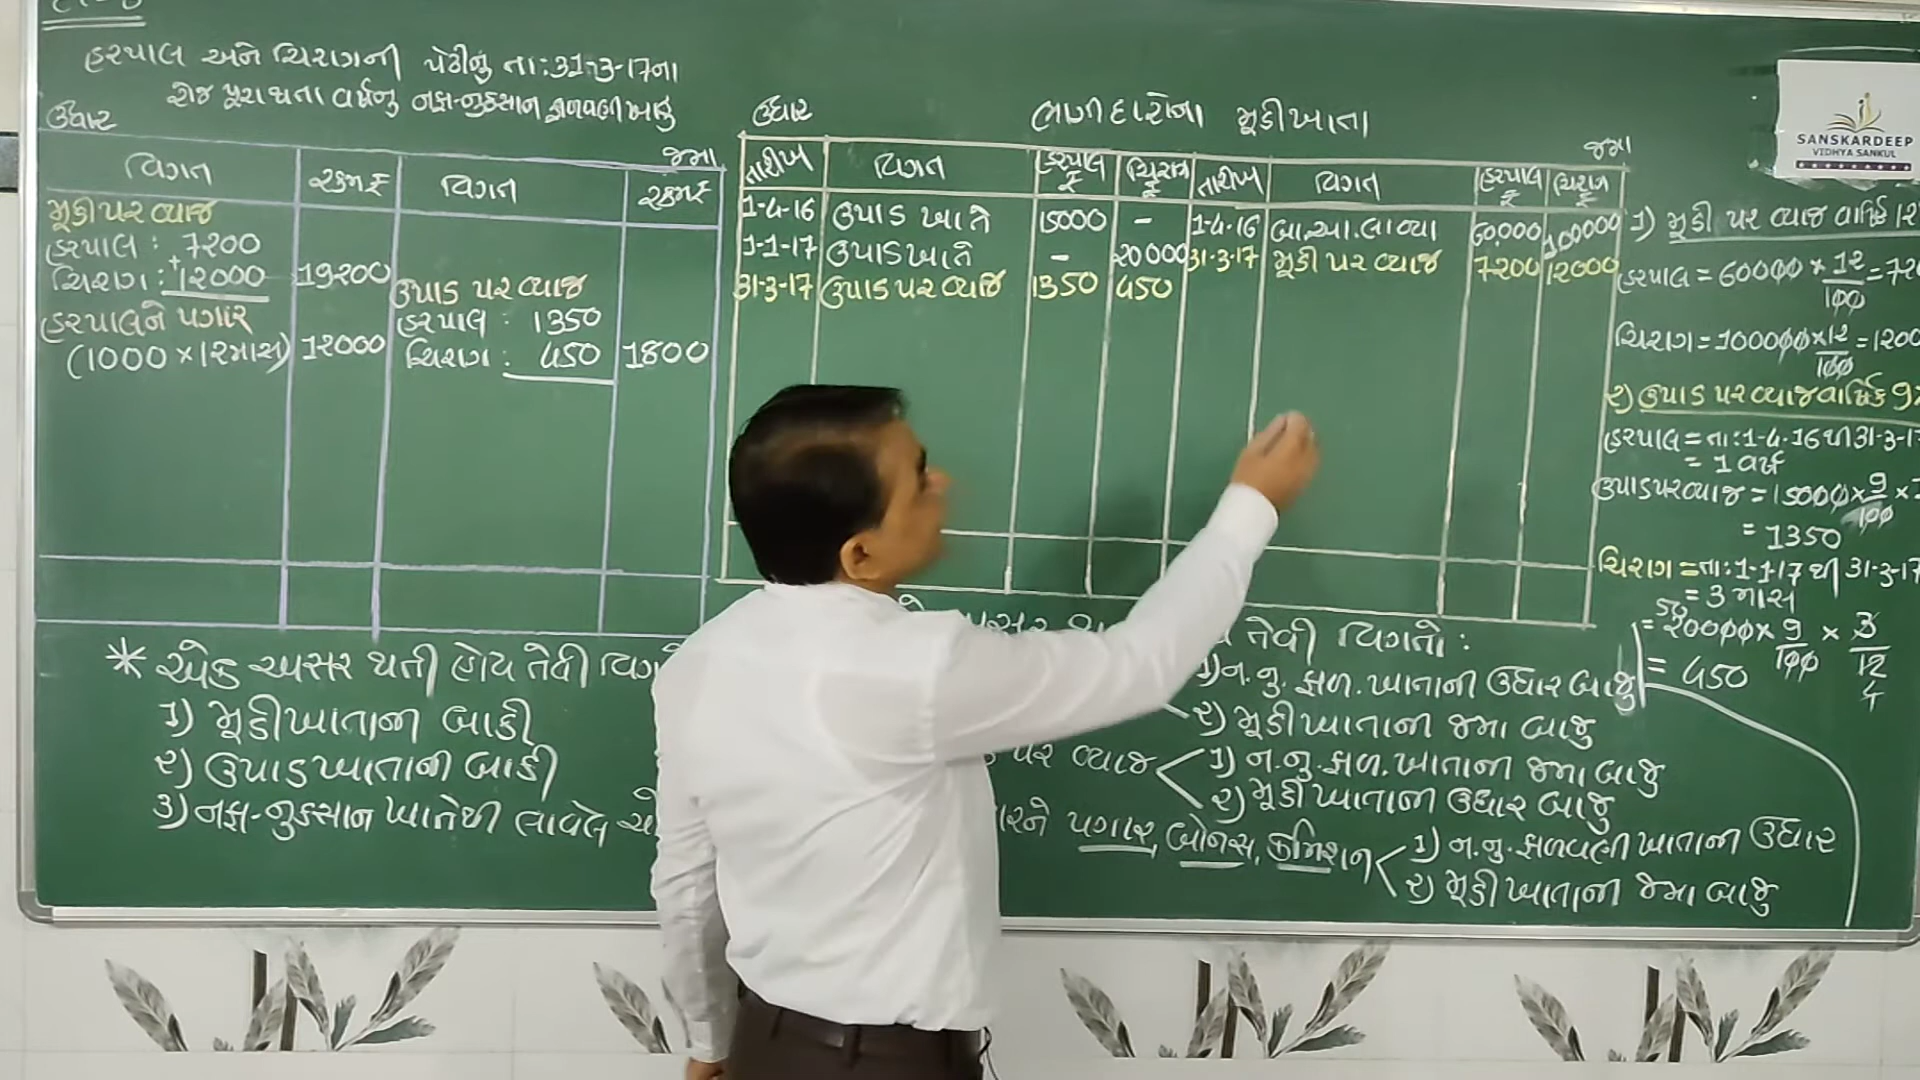 હરપાલ અને ચિરાગની પેઢીનું તા:31-3-17ના
રોજ પૂરા થતા વર્ષનું નફા-નુકસાન ફાળવણી ખાતું
ઉધાર
જમા
વિગત રકમ ₹ વિગત રકમ ₹
મૂડી પર વ્યાજ
હરપાલ : 7200
ચિરાગ : +12000 19200
ઉપાડ પર વ્યાજ
હરપાલને પગાર
હરપાલ : 1350
(1000 × 12 માસ) 12000
ચિરાગ : 450 1800
ઉધાર
ભાગીદારોના મૂડી ખાતા
જમા
તારીખ વિગત હરપાલ ₹ ચિરાગ ₹ તારીખ વિગત હરપાલ ₹ ચિરાગ ₹
1-4-16 ઉપાડ ખાતે 15000 - 1-4-16 બા.આ.લાવ્યા 60,000 100000
1-1-17 ઉપાડ ખાતે - 20000 31-3-17 મૂડી પર વ્યાજ 7200 12000
31-3-17 ઉપાડ પર વ્યાજ 1350 450
SANSKARDEEP
VIDHYA SANKUL
1) મૂડી પર વ્યાજ વાર્ષિક 12
હરપાલ = 60000 × 12/100 = 720
ચિરાગ = 100000 × 12/100 = 1200
2) ઉપાડ પર વ્યાજ વાર્ષિક 9%
હરપાલ = તા:1-4-16 થી 31-3-17
= 1 વર્ષ
ઉપાડ પર વ્યાજ = 15000 × 9/100 ×
= 1350
ચિરાગ = તા:1-1-17 થી 31-3-17
= 3 માસ
50
= 20000 × 9/100 × 3/12
4
= 450
* એક અસર થતી હોય તેવી
1) મૂડી ખાતાની બાકી
2) ઉપાડ ખાતાની બાકી
3) નફા-નુકસાન ખાતેથી લાવેલ
તેવી વિગતો :
1) ન.નુ. ફાળ. ખાતાની ઉધાર બાજુ
2) મૂડી ખાતાની જમા બાજુ
પર વ્યાજ
1) ન.નુ. ફાળ. ખાતાની જમા બાજુ
2) મૂડી ખાતાની ઉધાર બાજુ
પગાર, બોનસ, કમિશન
1) ન.નુ. ફાળવણી ખાતાની ઉધાર
2) મૂડી ખાતાની જમા બાજુ